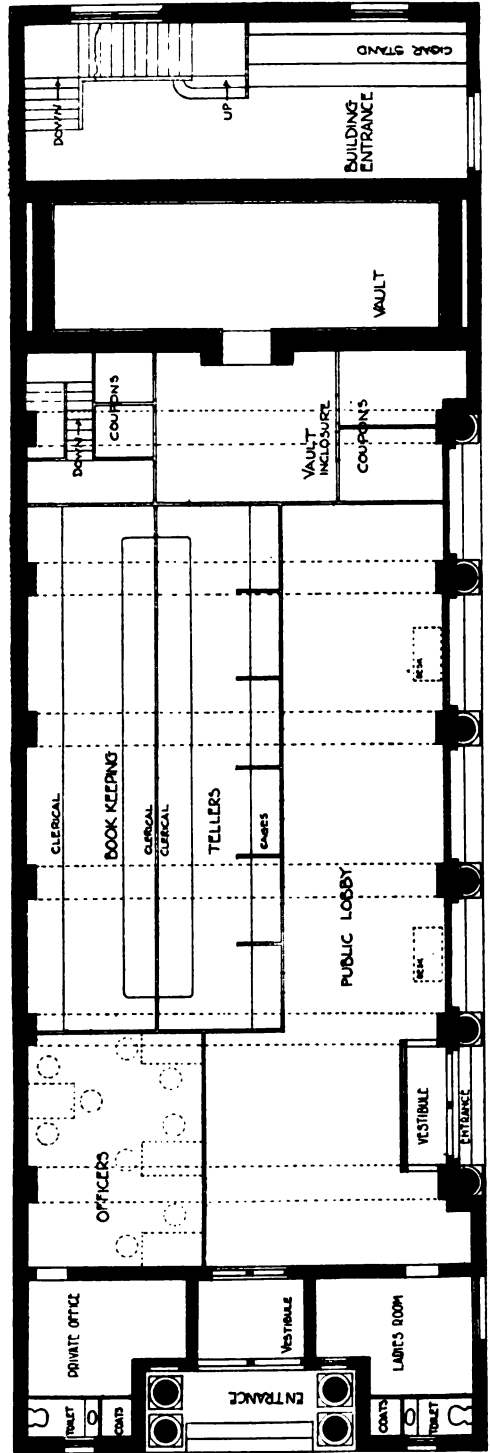 CIGAR STAND
DOWN
UP
BUILDING
ENTRANCE
VAULT
COUPONS
DOWN
VAULT
INCLOSURE
COUPONS
CLERICAL
BOOK KEEPING
CLERICAL
CLERICAL
TELLERS
CAGES
PUBLIC LOBBY
DESK
DESK
OFFICERS
VESTIBULE
ENTRANCE
PRIVATE OFFICE
VESTIBULE
LADIES ROOM
TOILET
COATS
ENTRANCE
COATS
TOILET